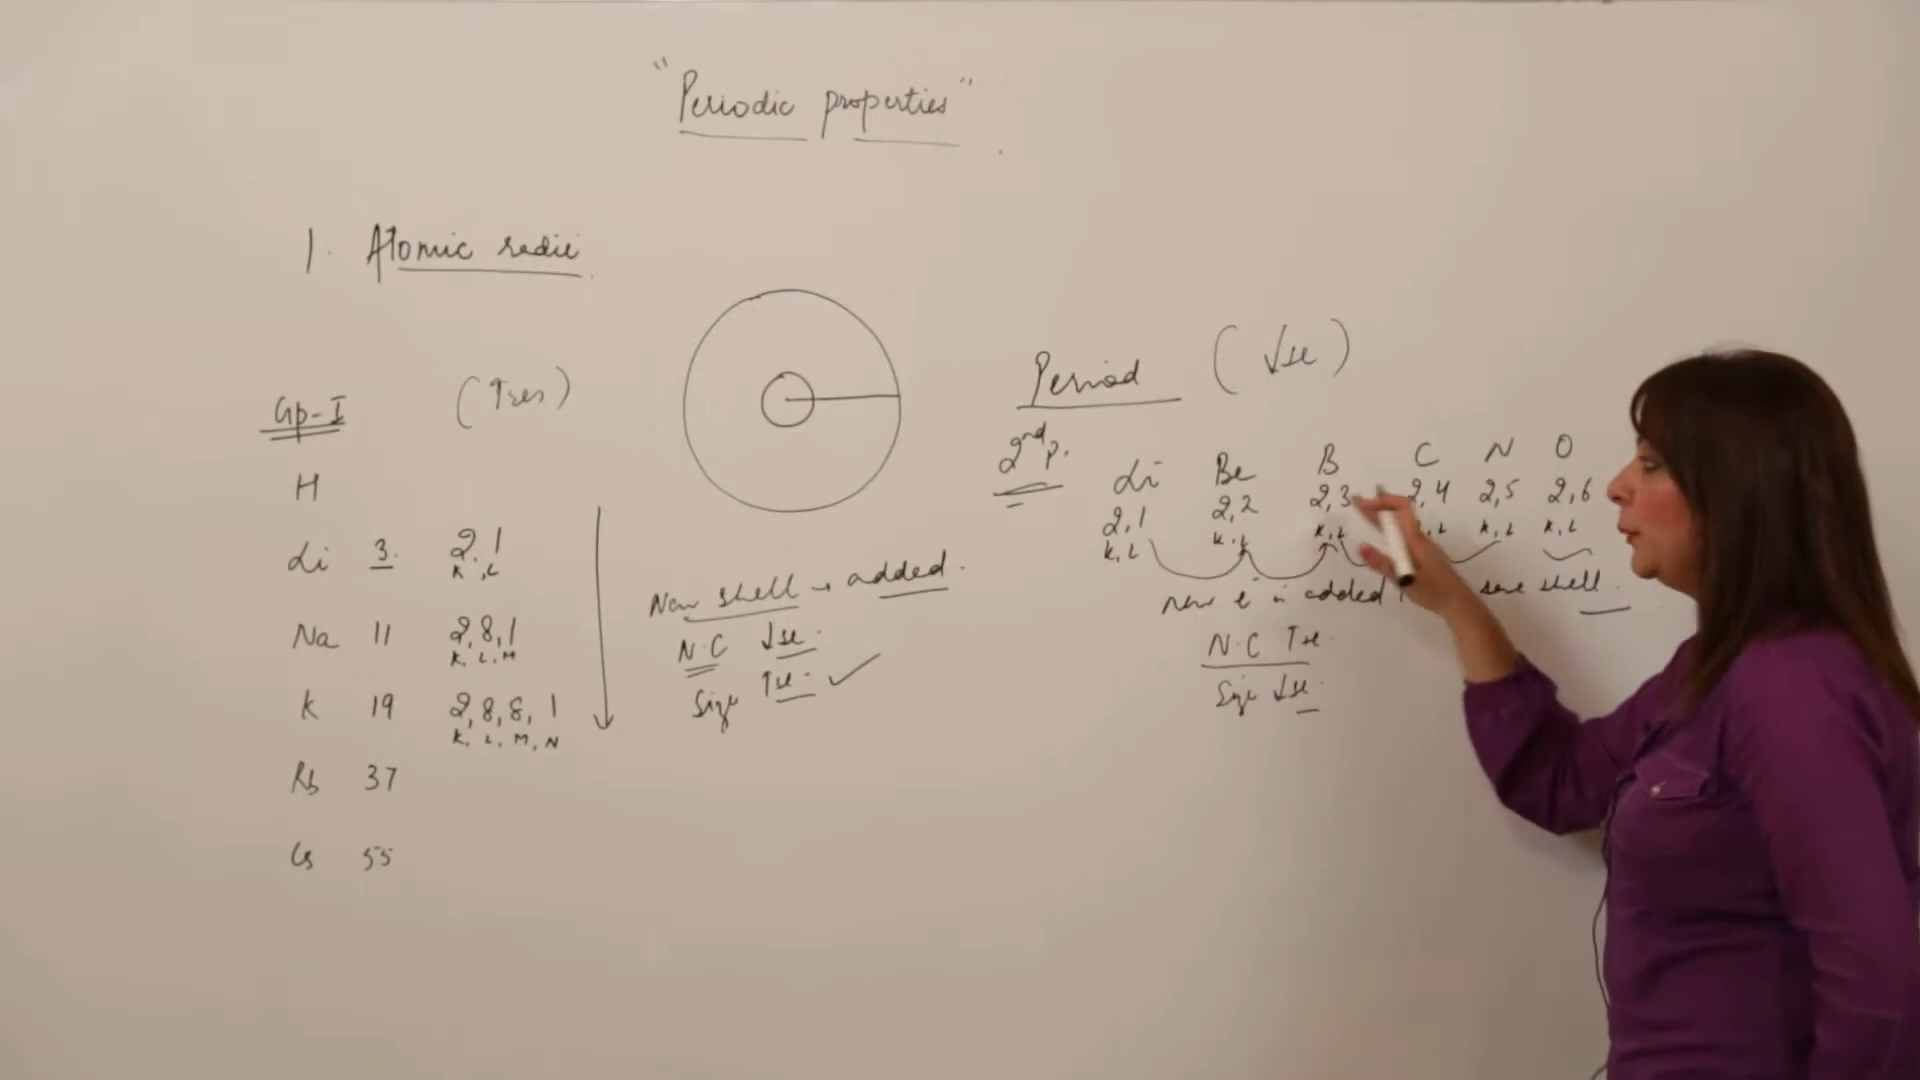 "Periodic properties"
1. Atomic radii
Gp-I (↑ses)
H
Li 3. 2,1
K,L
Na 11 2,8,1
K,L,M
K 19 2,8,8,1
K,L,M,N
Rb 37
Cs 55
New shell → added.
N.C ↓se.
Size ↑se. ✓
Period (↓se)
2nd p.
Li Be B C N O
2,1 2,2 2,3 2,4 2,5 2,6
K,L K,L K,L ,L K,L K,L
New e⁻ is added same shell.
N.C ↑se.
Size ↓se.